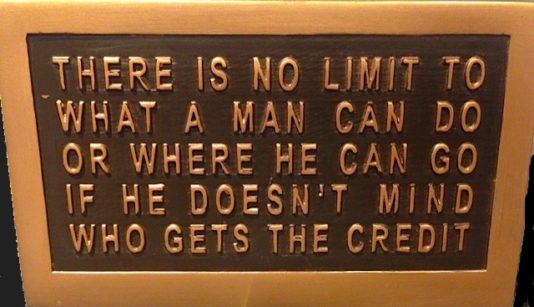 THERE IS NO LIMIT TO
WHAT A MAN CAN DO
OR WHERE HE CAN GO
IF HE DOESN'T MIND
WHO GETS THE CREDIT